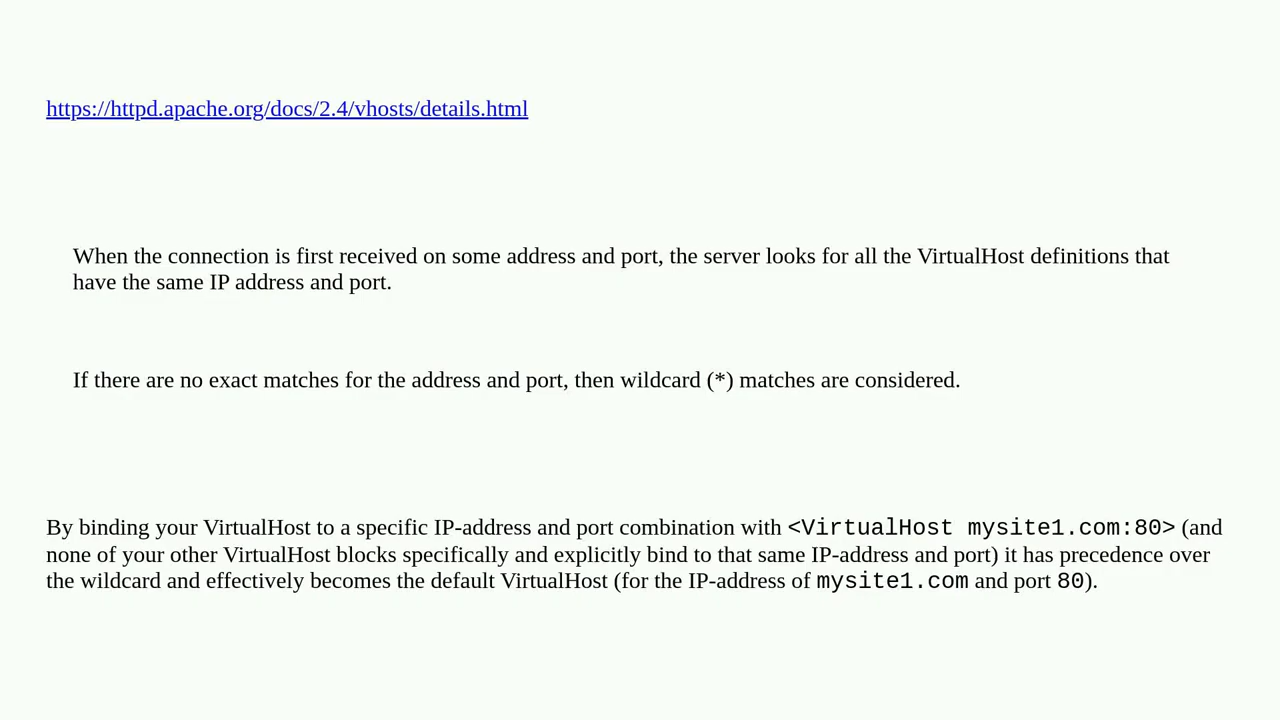 https://httpd.apache.org/docs/2.4/vhosts/details.html
When the connection is first received on some address and port, the server looks for all the VirtualHost definitions that
have the same IP address and port.
If there are no exact matches for the address and port, then wildcard (*) matches are considered.
By binding your VirtualHost to a specific IP-address and port combination with <VirtualHost mysite1.com:80> (and
none of your other VirtualHost blocks specifically and explicitly bind to that same IP-address and port) it has precedence over
the wildcard and effectively becomes the default VirtualHost (for the IP-address of mysite1.com and port 80).